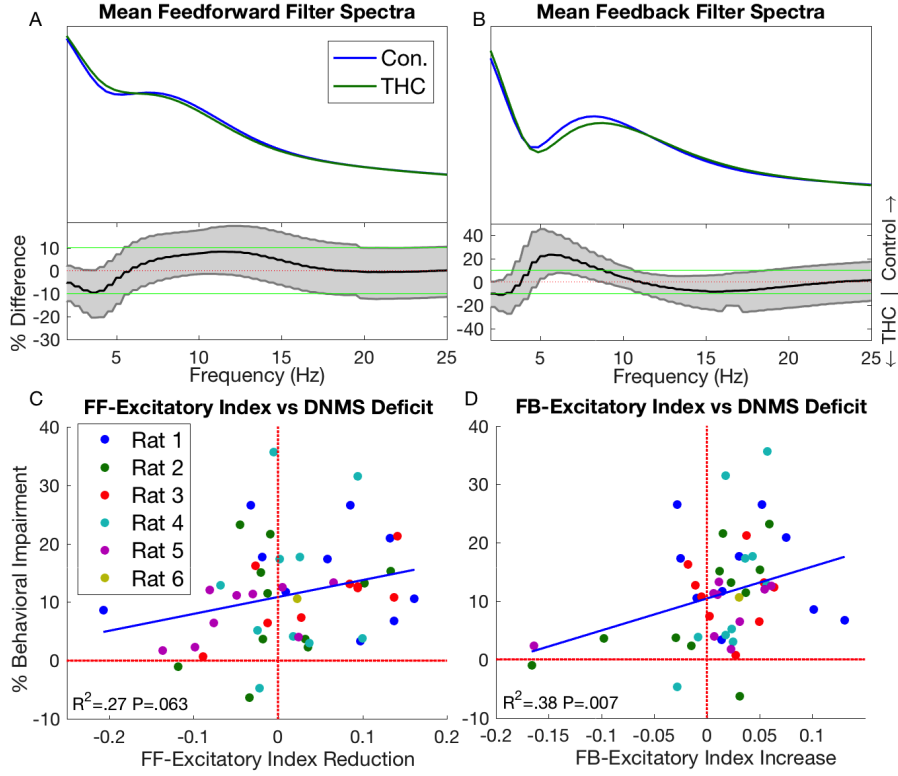 A
Mean Feedforward Filter Spectra
Con.
THC
% Difference
10
0
-10
-20
-30
5
10
15
20
25
Frequency (Hz)
B
Mean Feedback Filter Spectra
40
20
0
-20
-40
5
10
15
20
25
Frequency (Hz)
← THC | Control →
C
FF-Excitatory Index vs DNMS Deficit
% Behavioral Impairment
40
30
20
10
0
-10
Rat 1
Rat 2
Rat 3
Rat 4
Rat 5
Rat 6
R²=.27 P=.063
-0.2
-0.1
0
0.1
0.2
FF-Excitatory Index Reduction
D
FB-Excitatory Index vs DNMS Deficit
40
30
20
10
0
-10
R²=.38 P=.007
-0.15
-0.1
-0.05
0
0.05
0.1
FB-Excitatory Index Increase